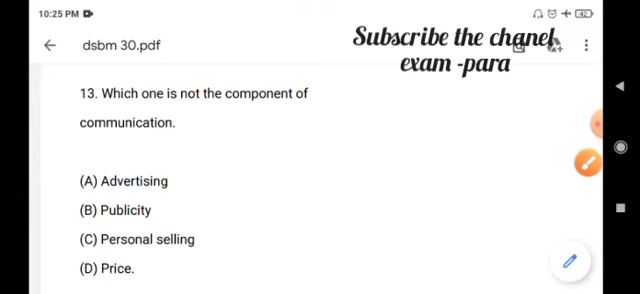 10:25 PM
42
dsbm 30.pdf
Subscribe the chanel
exam -para
13. Which one is not the component of
communication.
(A) Advertising
(B) Publicity
(C) Personal selling
(D) Price.